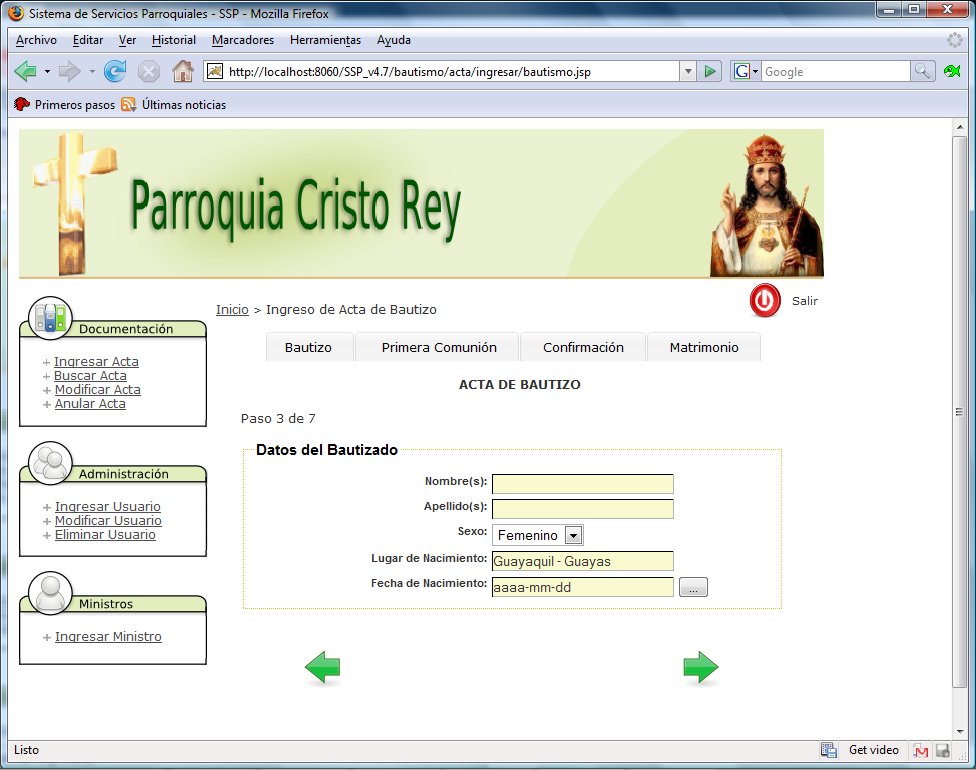 Sistema de Servicios Parroquiales - SSP - Mozilla Firefox
Archivo Editar Ver Historial Marcadores Herramientas Ayuda
http://localhost:8060/SSP_v4.7/bautismo/acta/ingresar/bautismo.jsp
G Google
Primeros pasos Últimas noticias
Parroquia Cristo Rey
Salir
Inicio > Ingreso de Acta de Bautizo
Documentación
+ Ingresar Acta
+ Buscar Acta
+ Modificar Acta
+ Anular Acta
Bautizo Primera Comunión Confirmación Matrimonio
ACTA DE BAUTIZO
Paso 3 de 7
Datos del Bautizado
Nombre(s):
Apellido(s):
Sexo: Femenino
Lugar de Nacimiento: Guayaquil - Guayas
Fecha de Nacimiento: aaaa-mm-dd ...
Administración
+ Ingresar Usuario
+ Modificar Usuario
+ Eliminar Usuario
Ministros
+ Ingresar Ministro
Listo
Get video